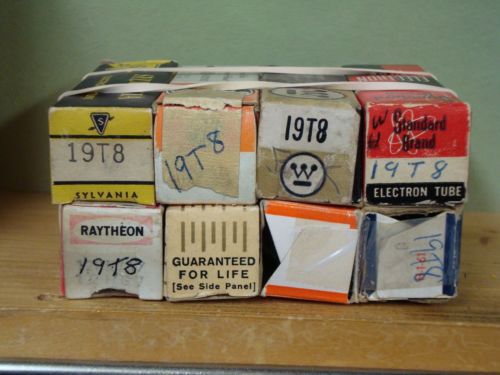 S
19T8
SYLVANIA
19T8
19T8
W
Standard
Brand
19T8
ELECTRON TUBE
RAYTHEON
19T8
GUARANTEED
FOR LIFE
[See Side Panel]
19T8